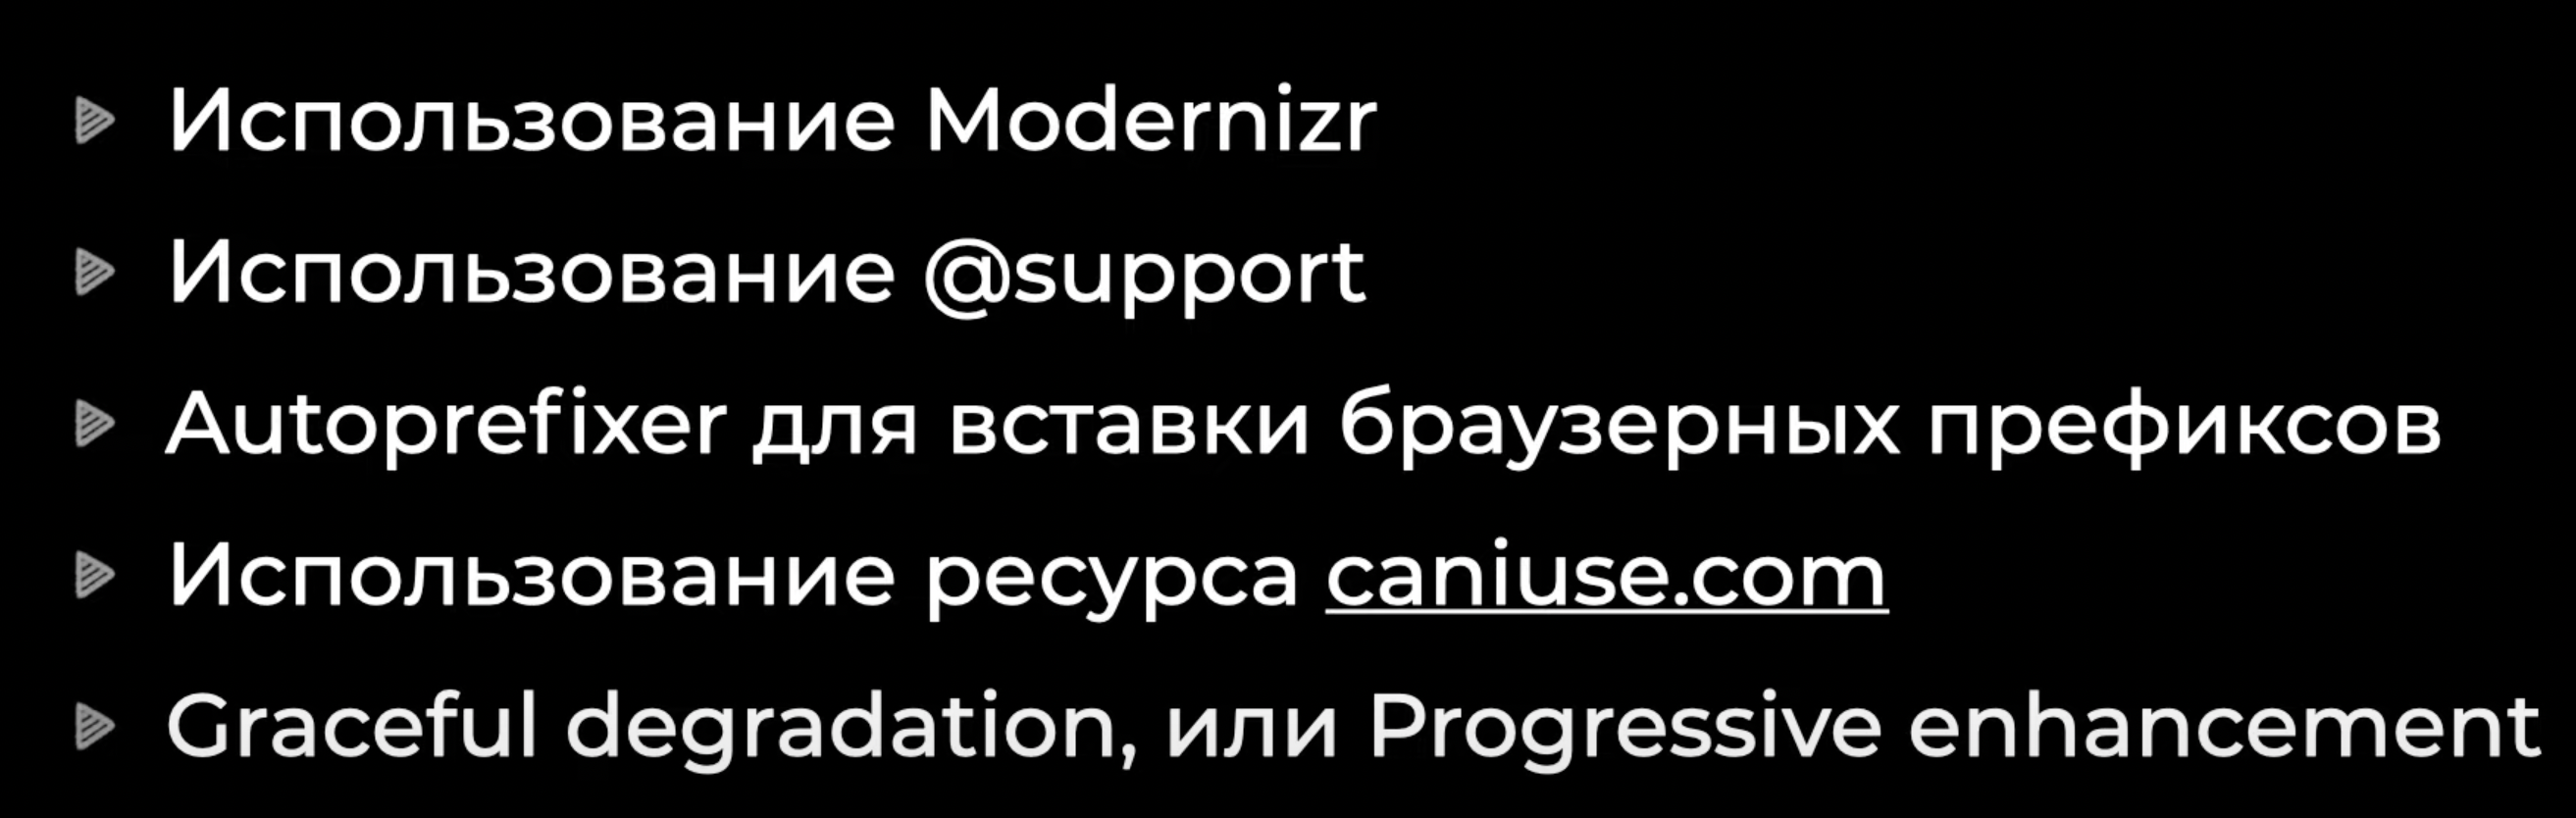 Использование Modernizr
Использование @support
Autoprefixer для вставки браузерных префиксов
Использование ресурса caniuse.com
Graceful degradation, или Progressive enhancement